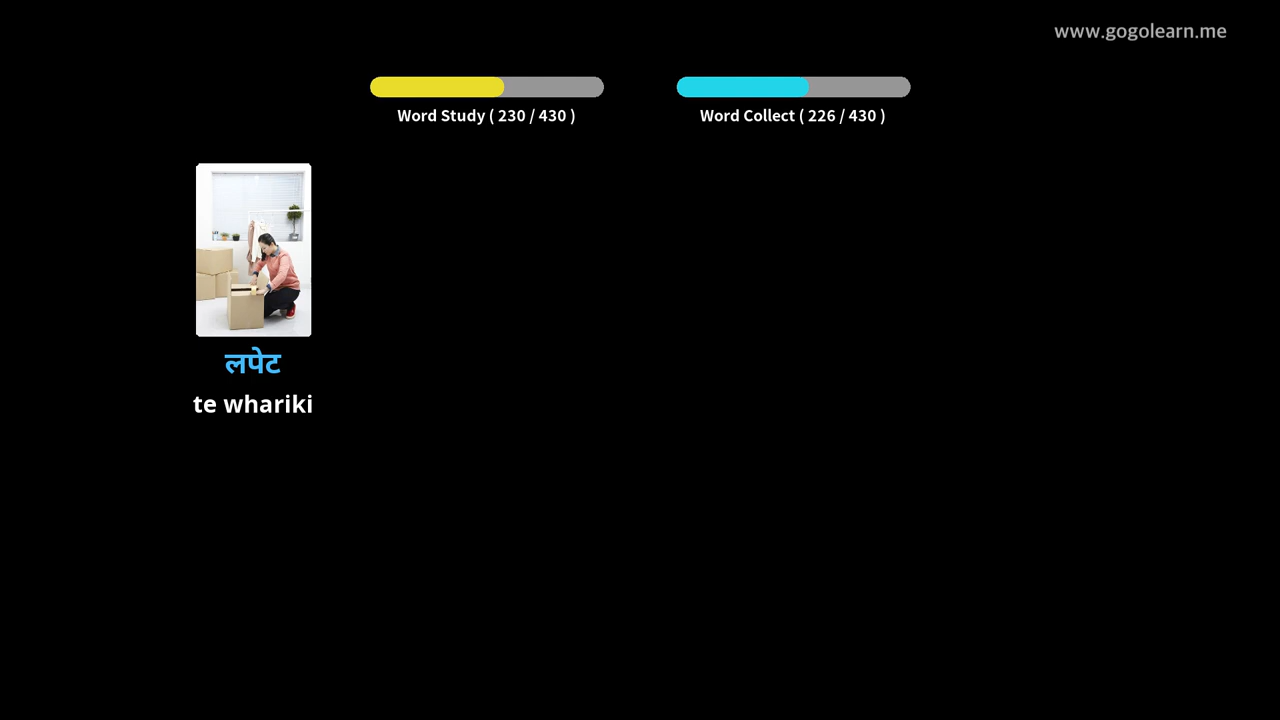 www.gogolearn.me
Word Study ( 230 / 430 )
Word Collect ( 226 / 430 )
लपेट
te whariki